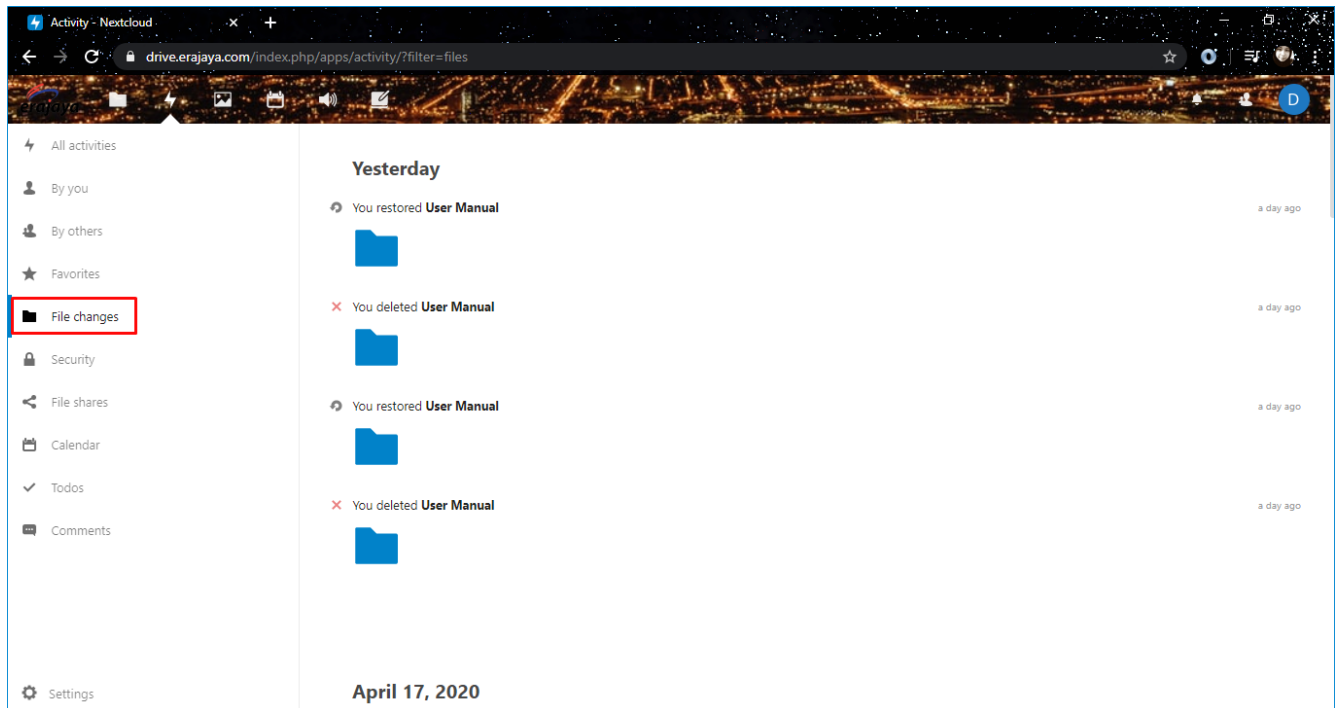 Activity - Nextcloud
drive.erajaya.com/index.php/apps/activity/?filter=files
erajaya
D
All activities
By you
By others
Favorites
File changes
Security
File shares
Calendar
Todos
Comments
Settings
Yesterday
You restored User Manual a day ago
You deleted User Manual a day ago
You restored User Manual a day ago
You deleted User Manual a day ago
April 17, 2020